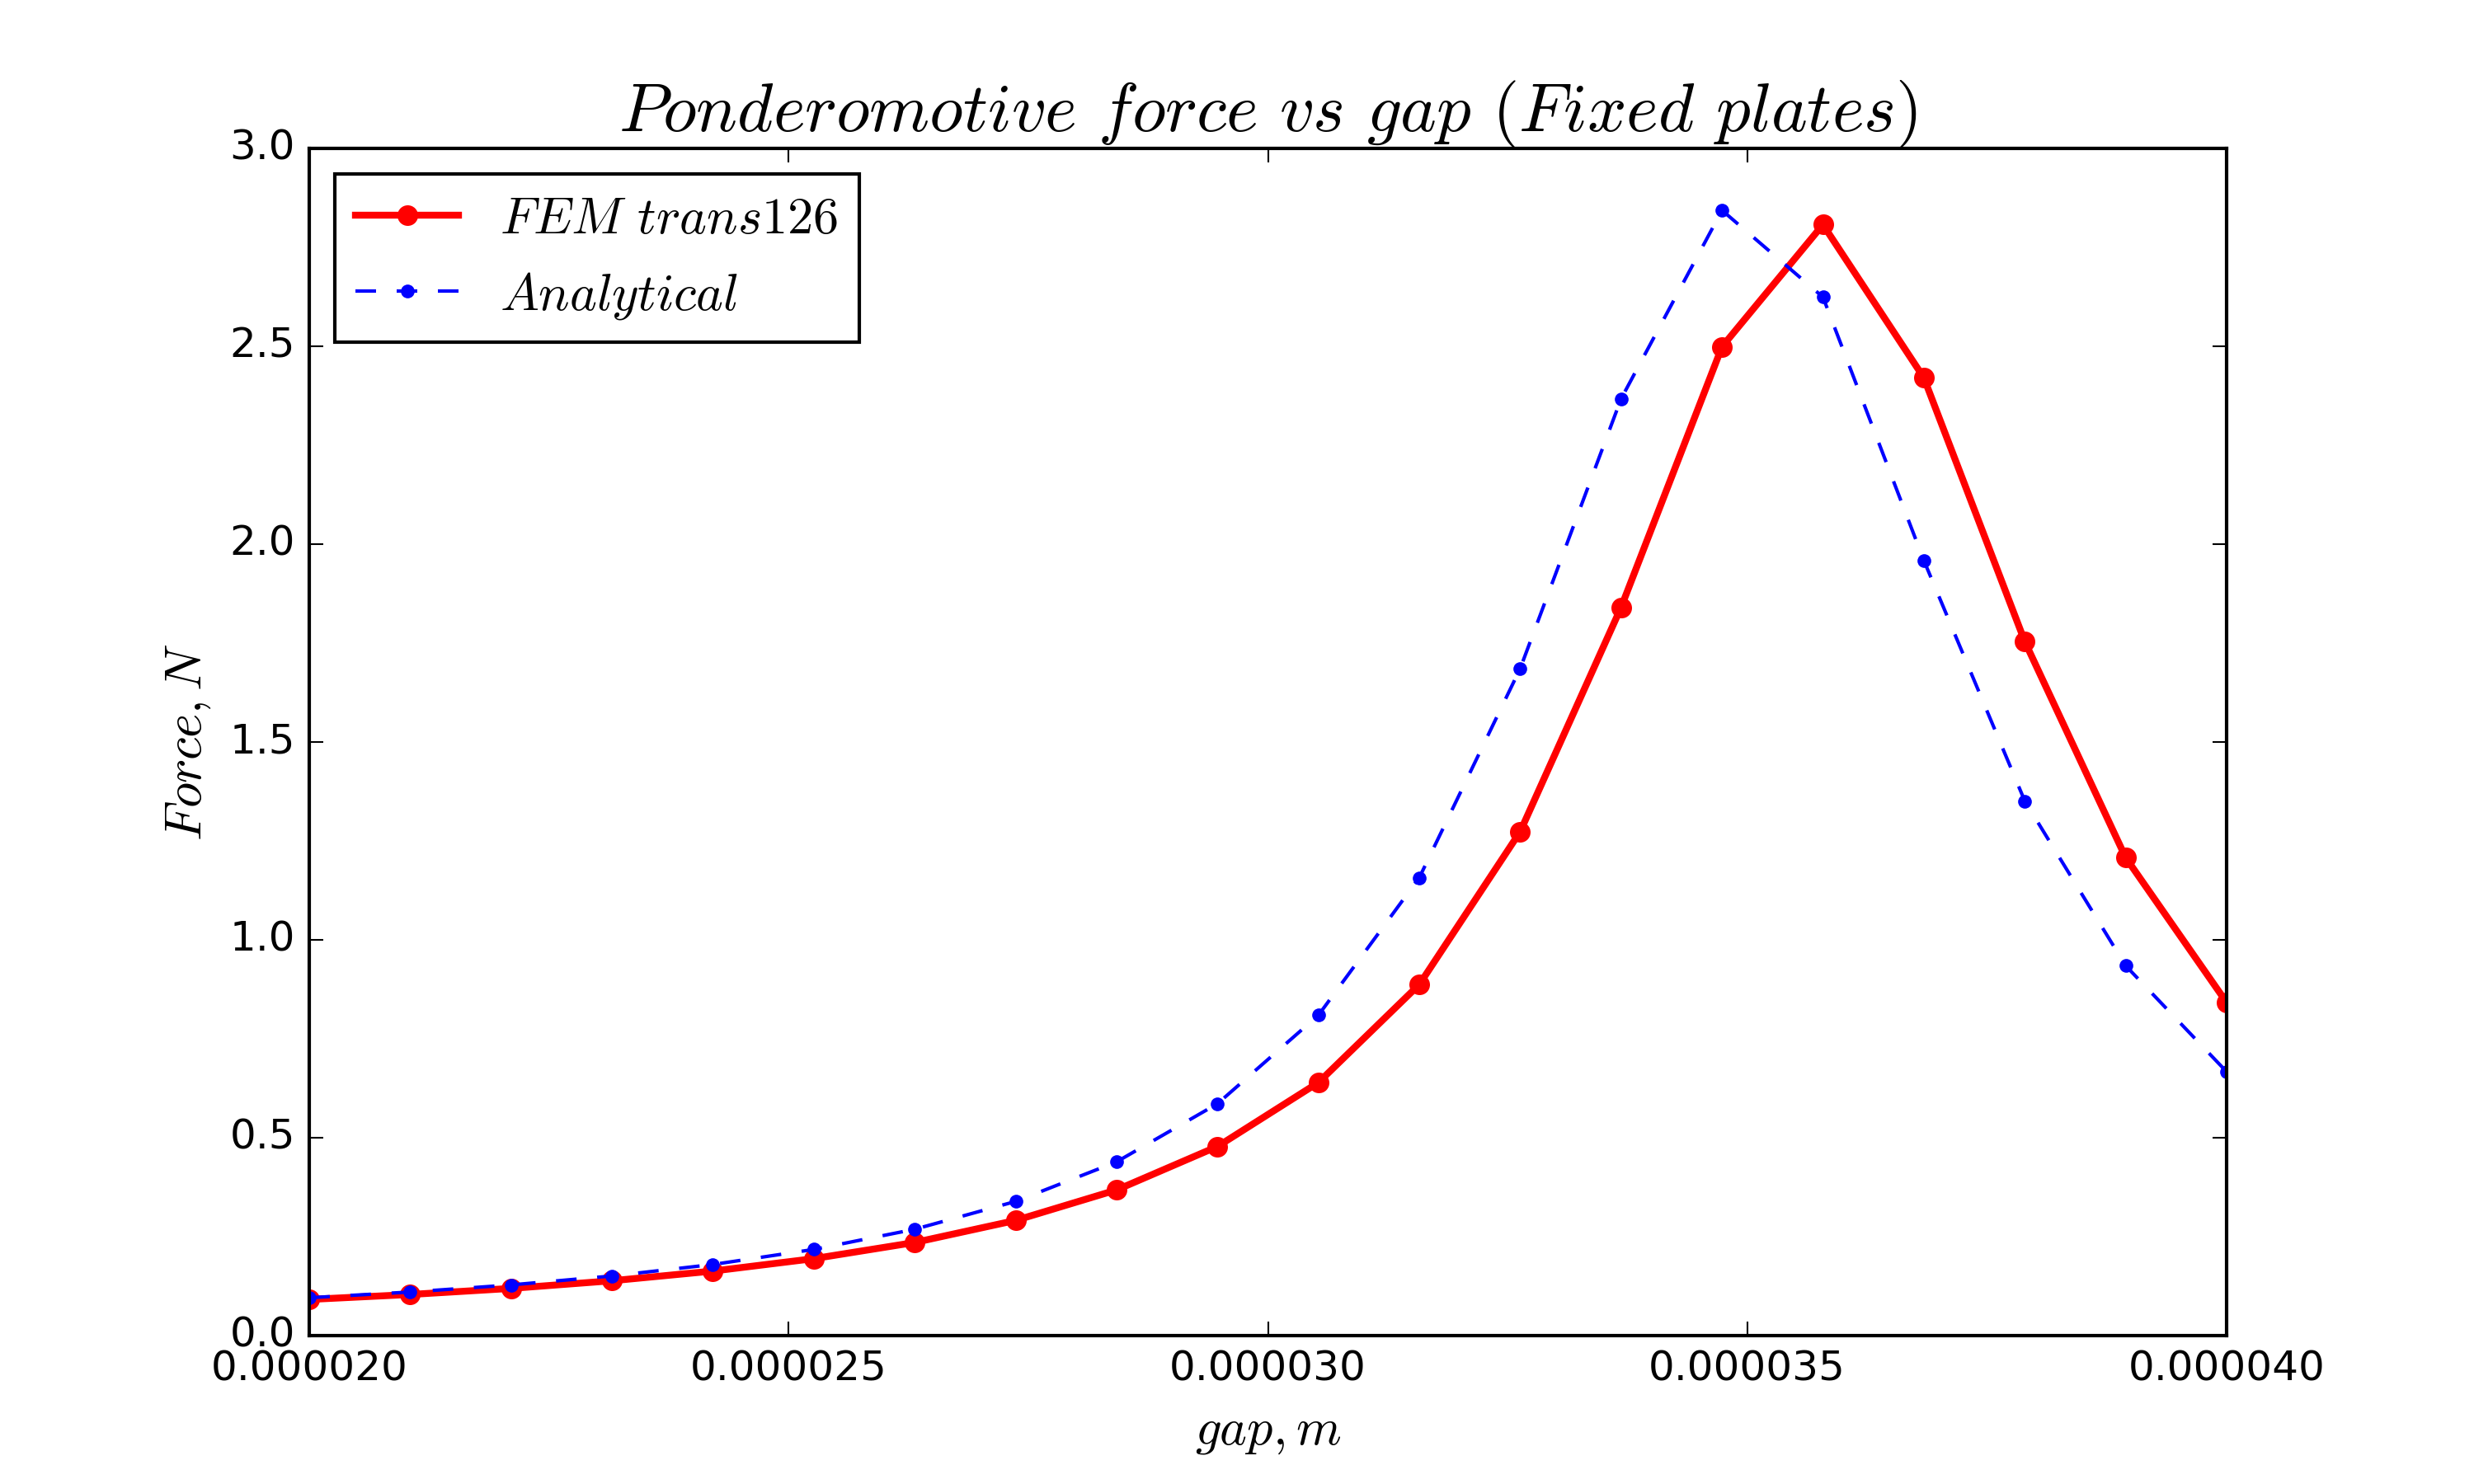 Ponderomotive force vs gap (Fixed plates)
3.0
FEM trans126
Analytical
2.5
2.0
1.5
1.0
0.5
0.0
Force, N
0.000020 0.000025 0.000030 0.000035 0.000040
gap, m